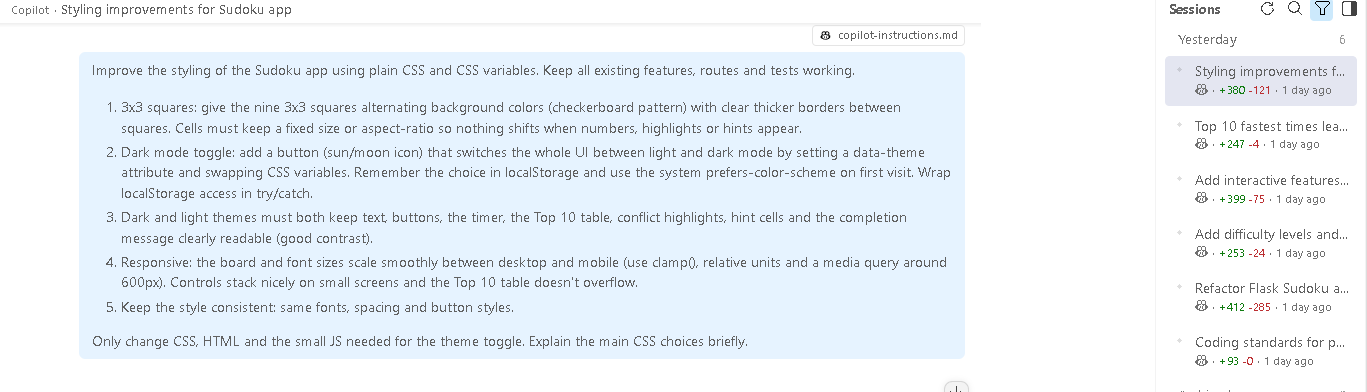 Copilot · Styling improvements for Sudoku app
copilot-instructions.md
Improve the styling of the Sudoku app using plain CSS and CSS variables. Keep all existing features, routes and tests working.
1. 3x3 squares: give the nine 3x3 squares alternating background colors (checkerboard pattern) with clear thicker borders between
squares. Cells must keep a fixed size or aspect-ratio so nothing shifts when numbers, highlights or hints appear.
2. Dark mode toggle: add a button (sun/moon icon) that switches the whole UI between light and dark mode by setting a data-theme
attribute and swapping CSS variables. Remember the choice in localStorage and use the system prefers-color-scheme on first visit. Wrap
localStorage access in try/catch.
3. Dark and light themes must both keep text, buttons, the timer, the Top 10 table, conflict highlights, hint cells and the completion
message clearly readable (good contrast).
4. Responsive: the board and font sizes scale smoothly between desktop and mobile (use clamp(), relative units and a media query around
600px). Controls stack nicely on small screens and the Top 10 table doesn't overflow.
5. Keep the style consistent: same fonts, spacing and button styles.
Only change CSS, HTML and the small JS needed for the theme toggle. Explain the main CSS choices briefly.
Sessions
Yesterday 6
Styling improvements f...
· +380 -121 · 1 day ago
Top 10 fastest times lea...
· +247 -4 · 1 day ago
Add interactive features...
· +399 -75 · 1 day ago
Add difficulty levels and...
· +253 -24 · 1 day ago
Refactor Flask Sudoku a...
· +412 -285 · 1 day ago
Coding standards for p...
· +93 -0 · 1 day ago